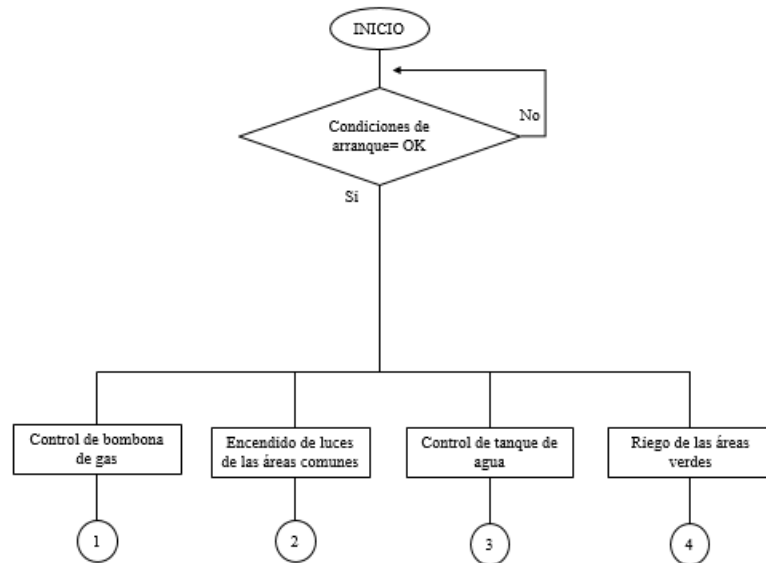 INICIO
No
Condiciones de
arranque= OK
Si
Control de bombona
de gas
Encendido de luces
de las áreas comunes
Control de tanque de
agua
Riego de las áreas
verdes
1
2
3
4